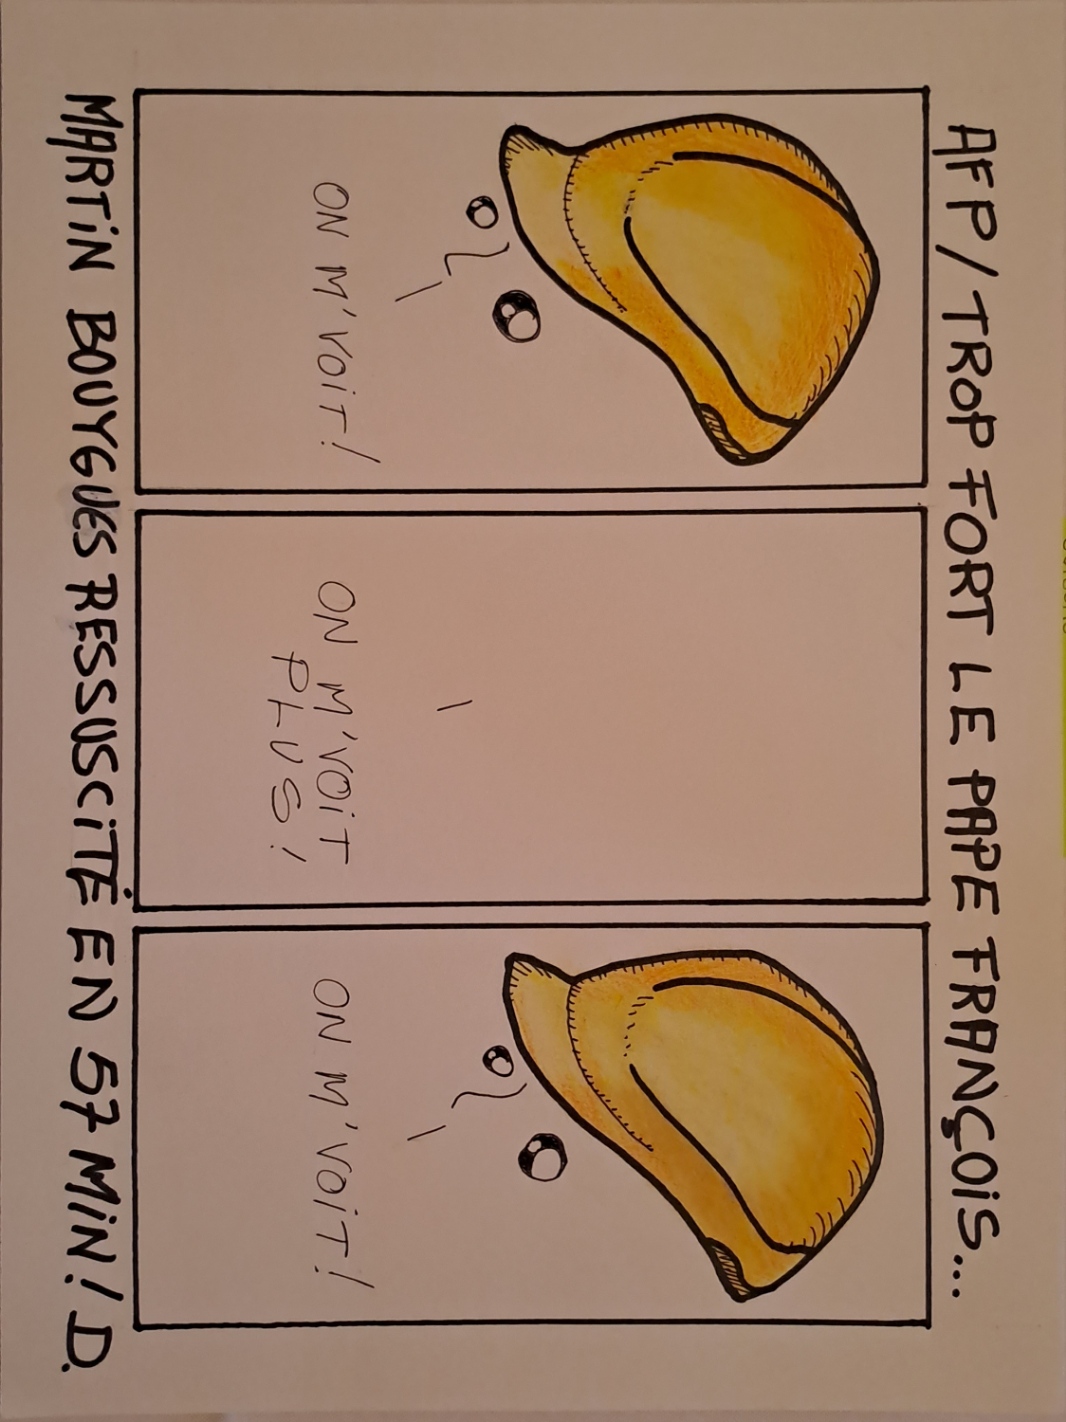 AFP/TROP FORT LE PAPE FRANÇOIS...
ON M'VOIT!
ON M'VOIT
PLUS!
ON M'VOIT!
MARTIN BOUYGUES RESSUSCITÉ EN 57 MIN! D.